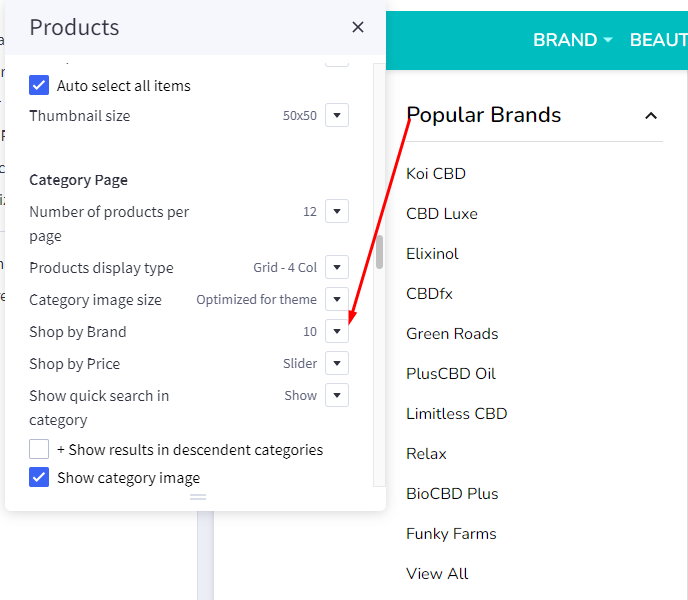 Products
Auto select all items
Thumbnail size 50x50
Category Page
Number of products per 12
page
Products display type Grid - 4 Col
Category image size Optimized for theme
Shop by Brand 10
Shop by Price Slider
Show quick search in Show
category
+ Show results in descendent categories
Show category image
BRAND BEAUT
Popular Brands
Koi CBD
CBD Luxe
Elixinol
CBDfx
Green Roads
PlusCBD Oil
Limitless CBD
Relax
BioCBD Plus
Funky Farms
View All